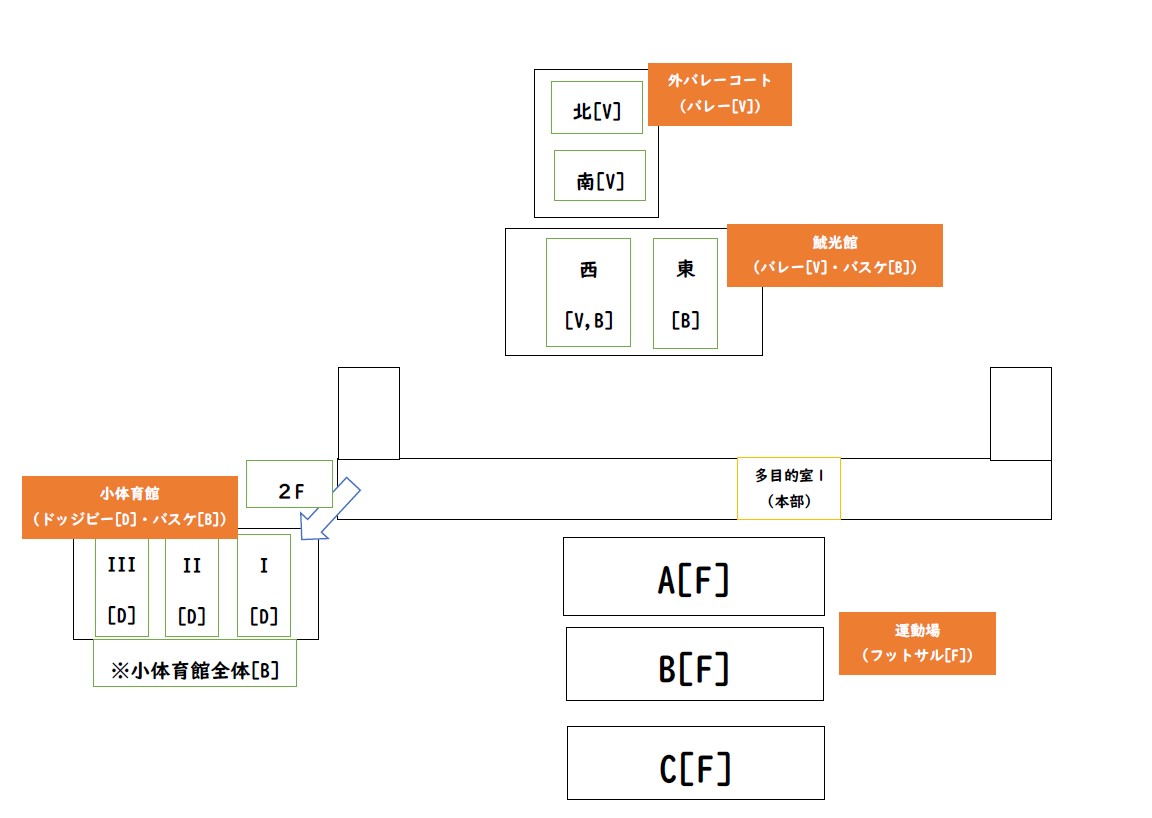 外バレーコート
（バレー[V]）
北[V]
南[V]
鯱光館
（バレー[V]・バスケ[B]）
西
[V,B]
東
[B]
多目的室Ⅰ
（本部）
２F
小体育館
（ドッジビー[D]・バスケ[B]）
III
[D]
II
[D]
I
[D]
※小体育館全体[B]
A[F]
B[F]
C[F]
運動場
（フットサル[F]）